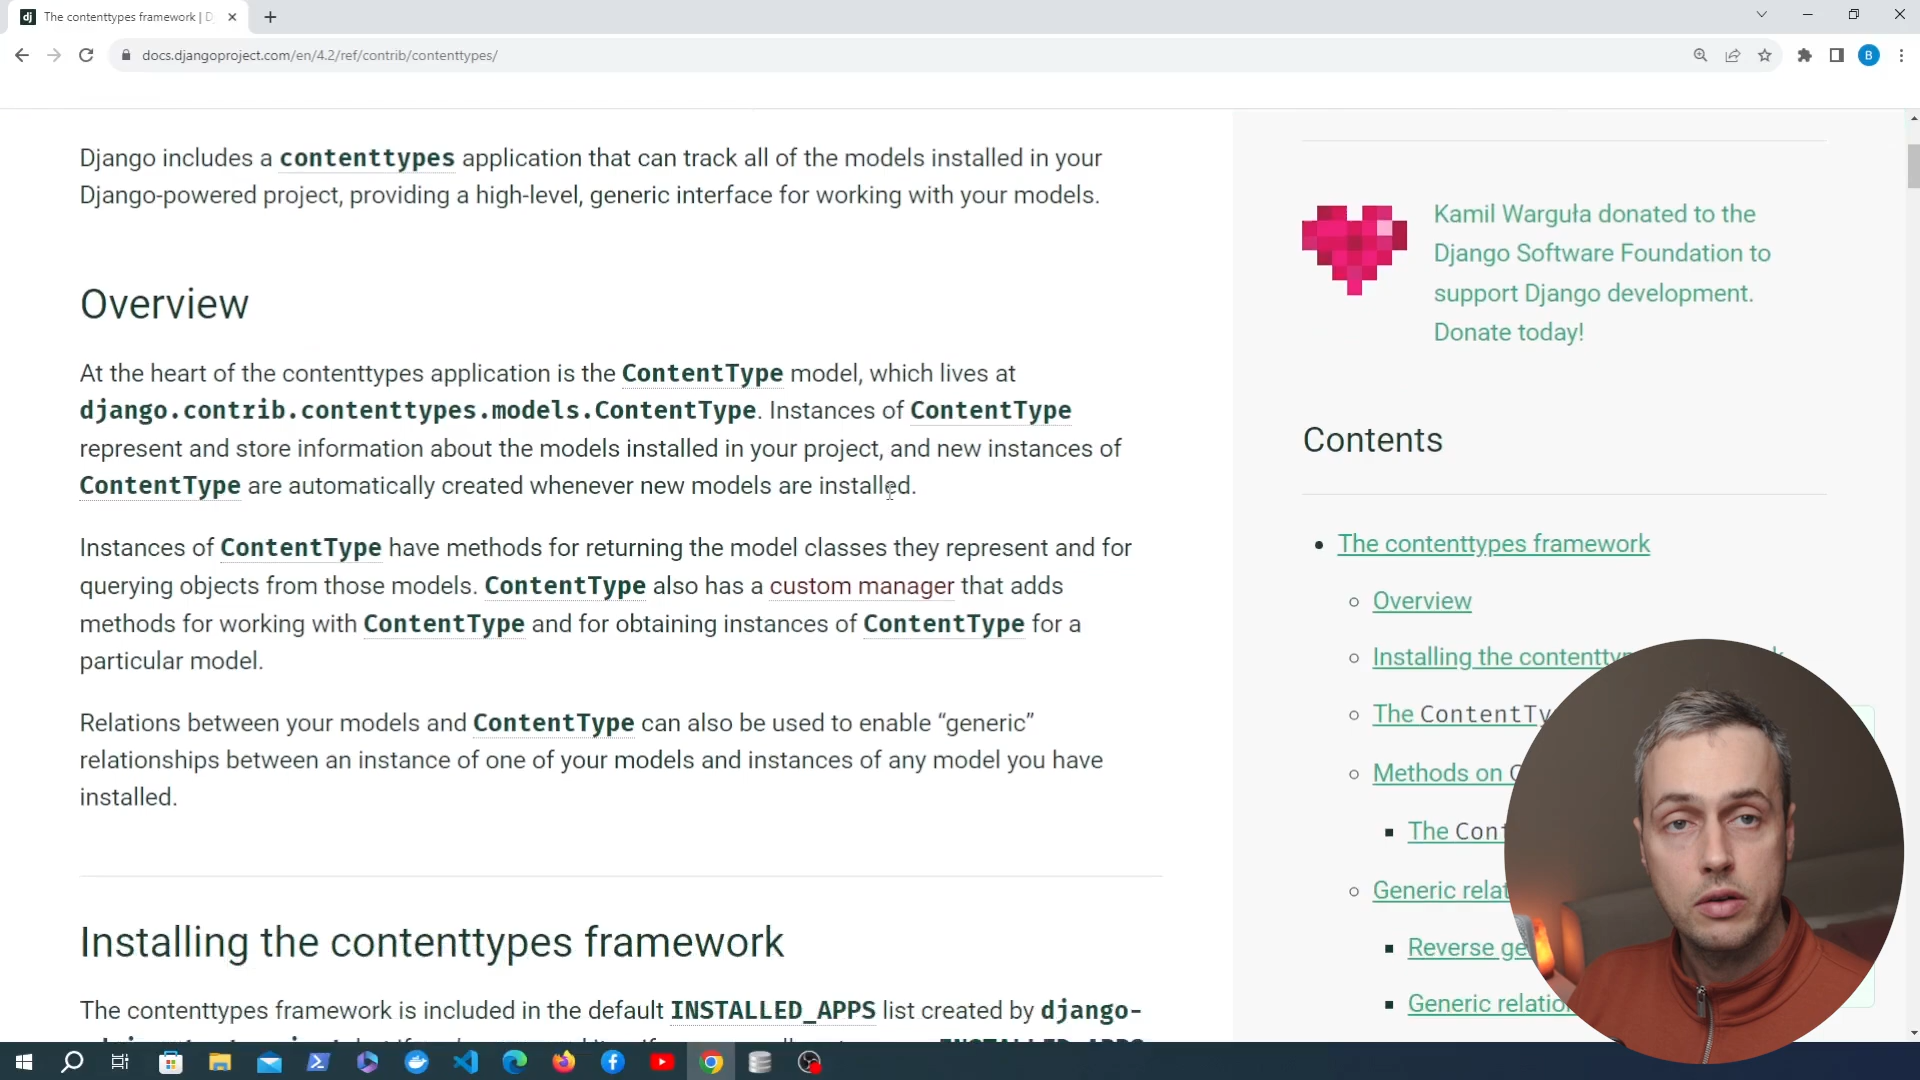 The contenttypes framework | D
docs.djangoproject.com/en/4.2/ref/contrib/contenttypes/
B
Django includes a contenttypes application that can track all of the models installed in your
Django-powered project, providing a high-level, generic interface for working with your models.
Overview
At the heart of the contenttypes application is the ContentType model, which lives at
django.contrib.contenttypes.models.ContentType. Instances of ContentType
represent and store information about the models installed in your project, and new instances of
ContentType are automatically created whenever new models are installed.
Instances of ContentType have methods for returning the model classes they represent and for
querying objects from those models. ContentType also has a custom manager that adds
methods for working with ContentType and for obtaining instances of ContentType for a
particular model.
Relations between your models and ContentType can also be used to enable “generic”
relationships between an instance of one of your models and instances of any model you have
installed.
Installing the contenttypes framework
The contenttypes framework is included in the default INSTALLED_APPS list created by django-
Kamil Warguła donated to the
Django Software Foundation to
support Django development.
Donate today!
Contents
The contenttypes framework
Overview
Installing the contentty
The ContentTy
Methods on C
The Cont
Generic relat
Reverse ge
Generic relatio